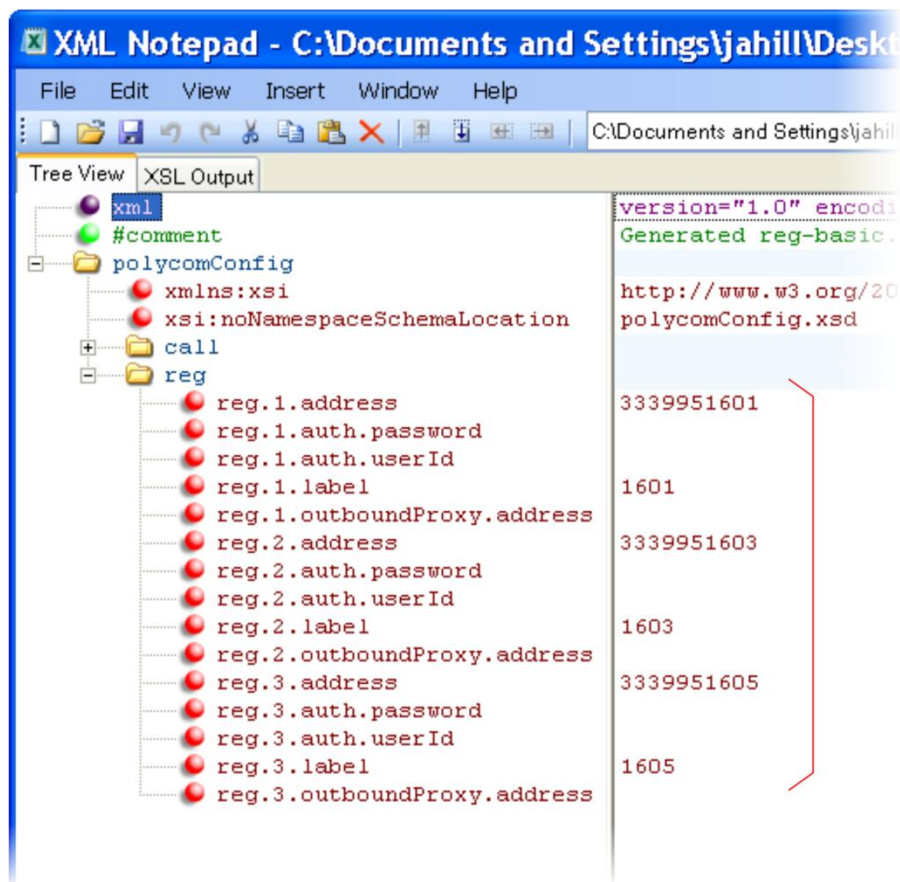 XML Notepad - C:\Documents and Settings\jahill\Deskt
File Edit View Insert Window Help
C:\Documents and Settings\jahill
Tree View XSL Output
xml version="1.0" encodi
#comment Generated reg-basic.
polycomConfig
xmlns:xsi http://www.w3.org/20
xsi:noNamespaceSchemaLocation polycomConfig.xsd
call
reg
reg.1.address 3339951601
reg.1.auth.password
reg.1.auth.userId
reg.1.label 1601
reg.1.outboundProxy.address
reg.2.address 3339951603
reg.2.auth.password
reg.2.auth.userId
reg.2.label 1603
reg.2.outboundProxy.address
reg.3.address 3339951605
reg.3.auth.password
reg.3.auth.userId
reg.3.label 1605
reg.3.outboundProxy.address